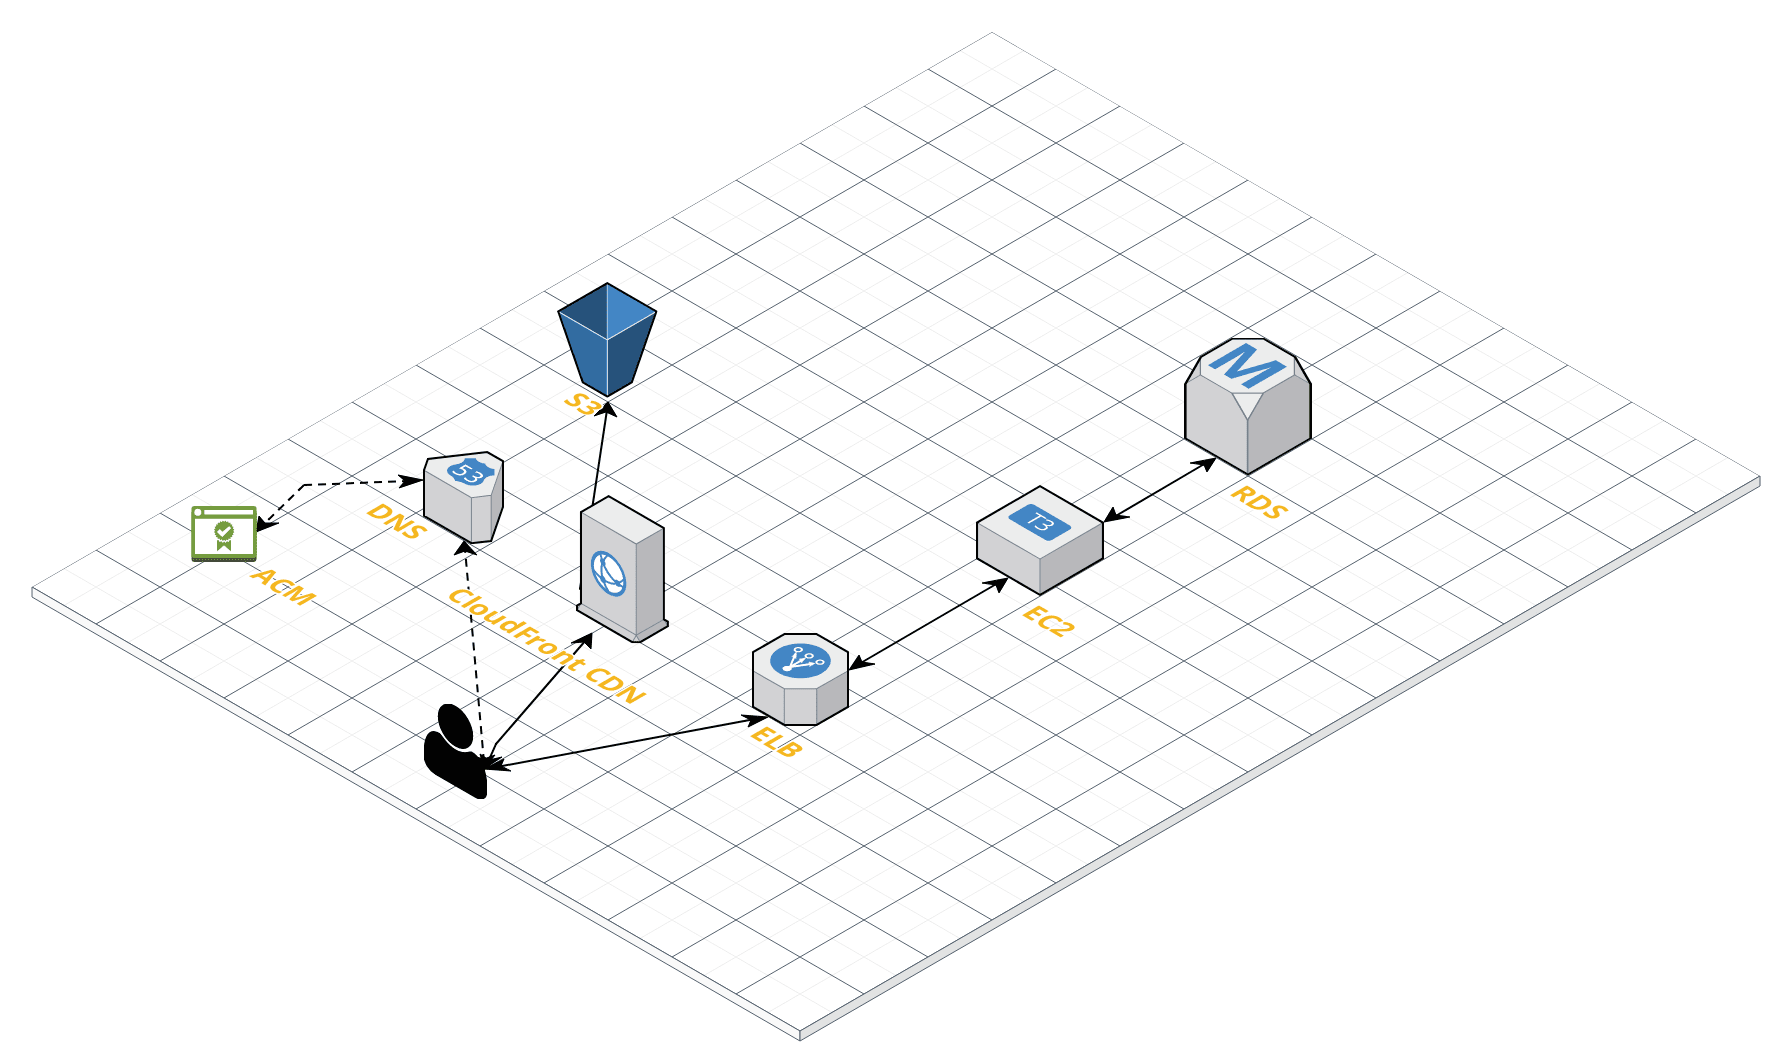 S3
M
53
DNS
RDS
T3
ACM
CloudFront CDN
EC2
ELB